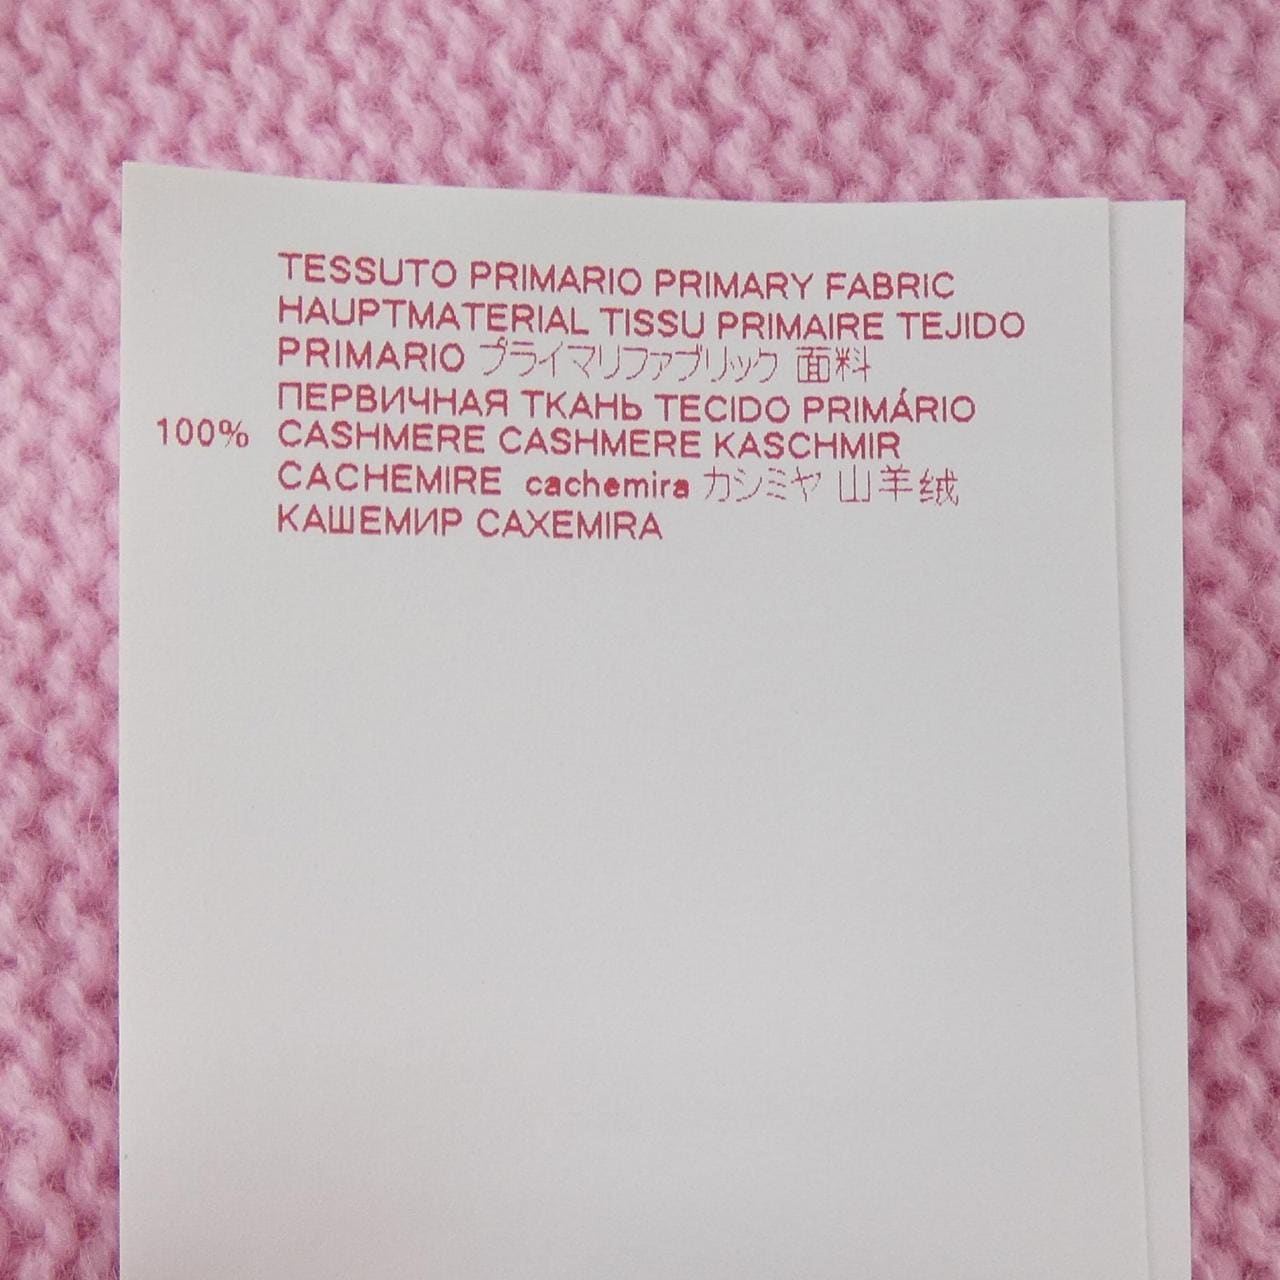 TESSUTO PRIMARIO PRIMARY FABRIC
HAUPTMATERIAL TISSU PRIMAIRE TEJIDO
PRIMARIO プライマリファブリック 面料
ПЕРВИЧНАЯ ТКАНЬ TECIDO PRIMÁRIO
100% CASHMERE CASHMERE KASCHMIR
CACHEMIRE cachemira カシミヤ 山羊绒
КАШЕМИР CAXEMIRA